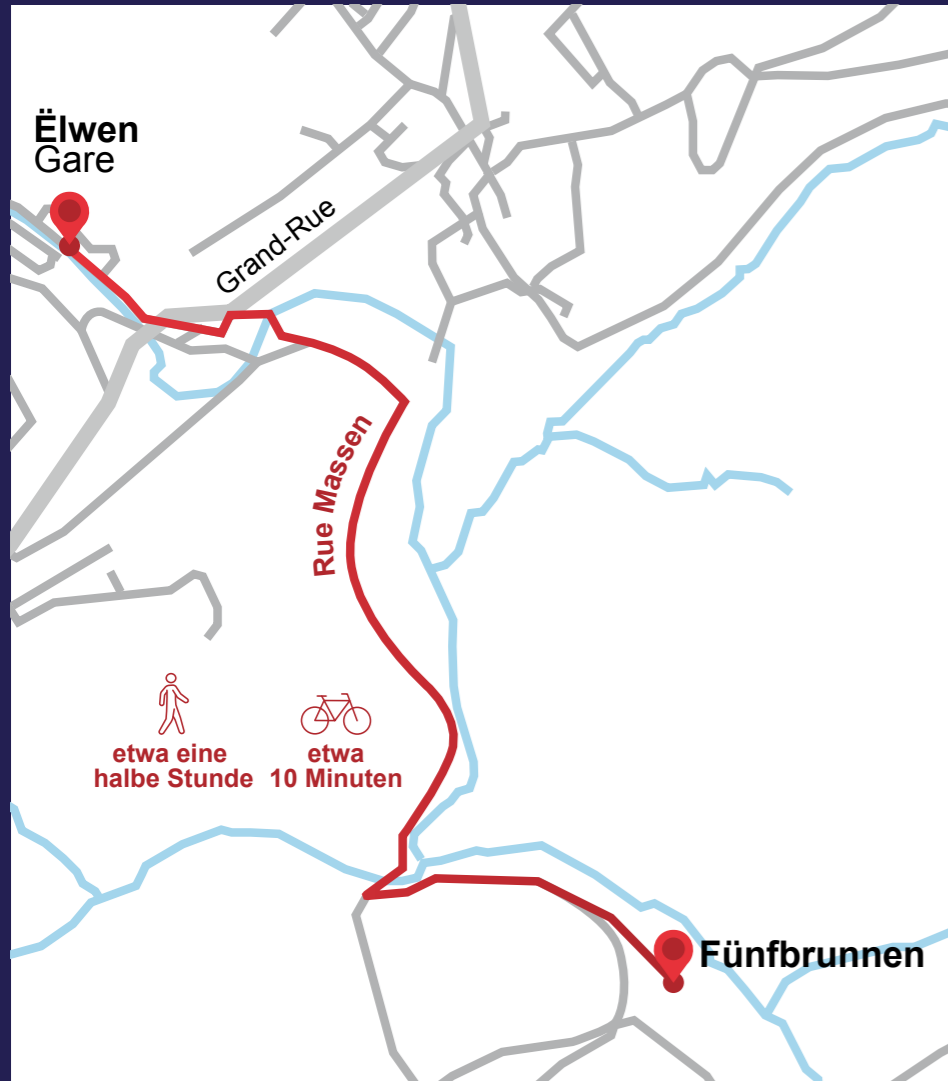 Ëlwen
Gare
Grand-Rue
Rue Massen
etwa eine
halbe Stunde
etwa
10 Minuten
Fünfbrunnen